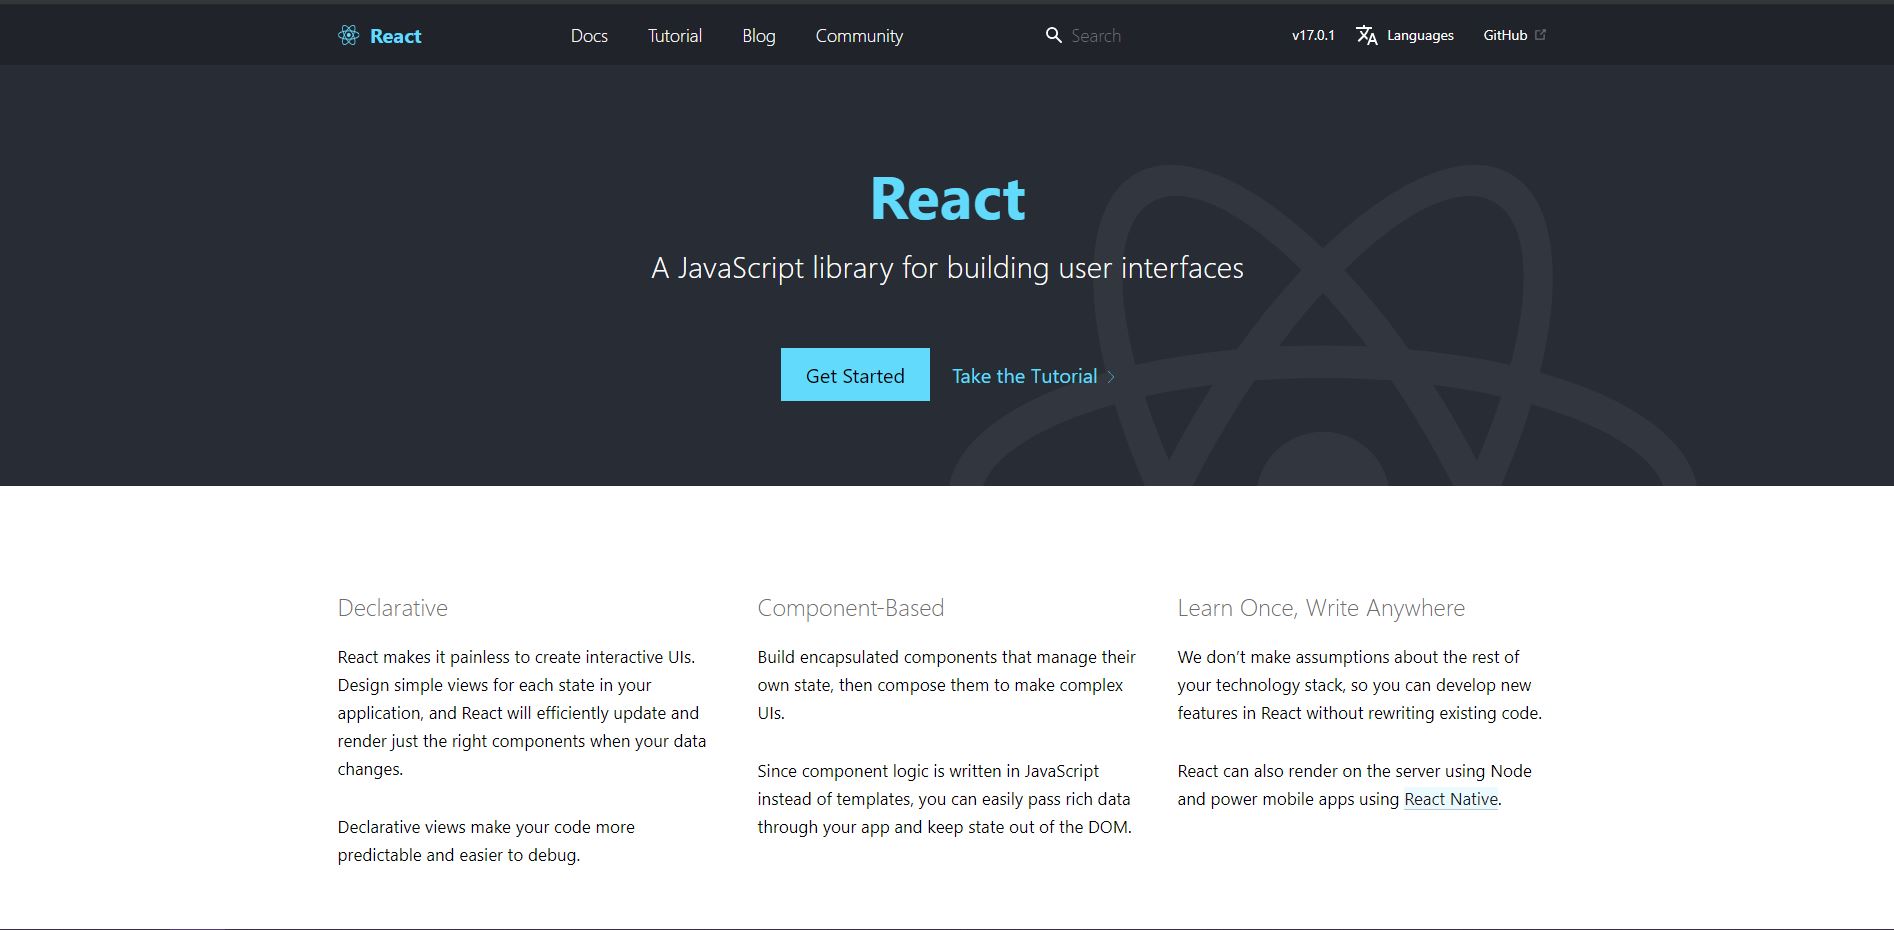 React
Docs Tutorial Blog Community
Search
v17.0.1
Languages
GitHub
React
A JavaScript library for building user interfaces
Get Started
Take the Tutorial
Declarative
React makes it painless to create interactive UIs.
Design simple views for each state in your
application, and React will efficiently update and
render just the right components when your data
changes.
Declarative views make your code more
predictable and easier to debug.
Component-Based
Build encapsulated components that manage their
own state, then compose them to make complex
UIs.
Since component logic is written in JavaScript
instead of templates, you can easily pass rich data
through your app and keep state out of the DOM.
Learn Once, Write Anywhere
We don’t make assumptions about the rest of
your technology stack, so you can develop new
features in React without rewriting existing code.
React can also render on the server using Node
and power mobile apps using React Native.